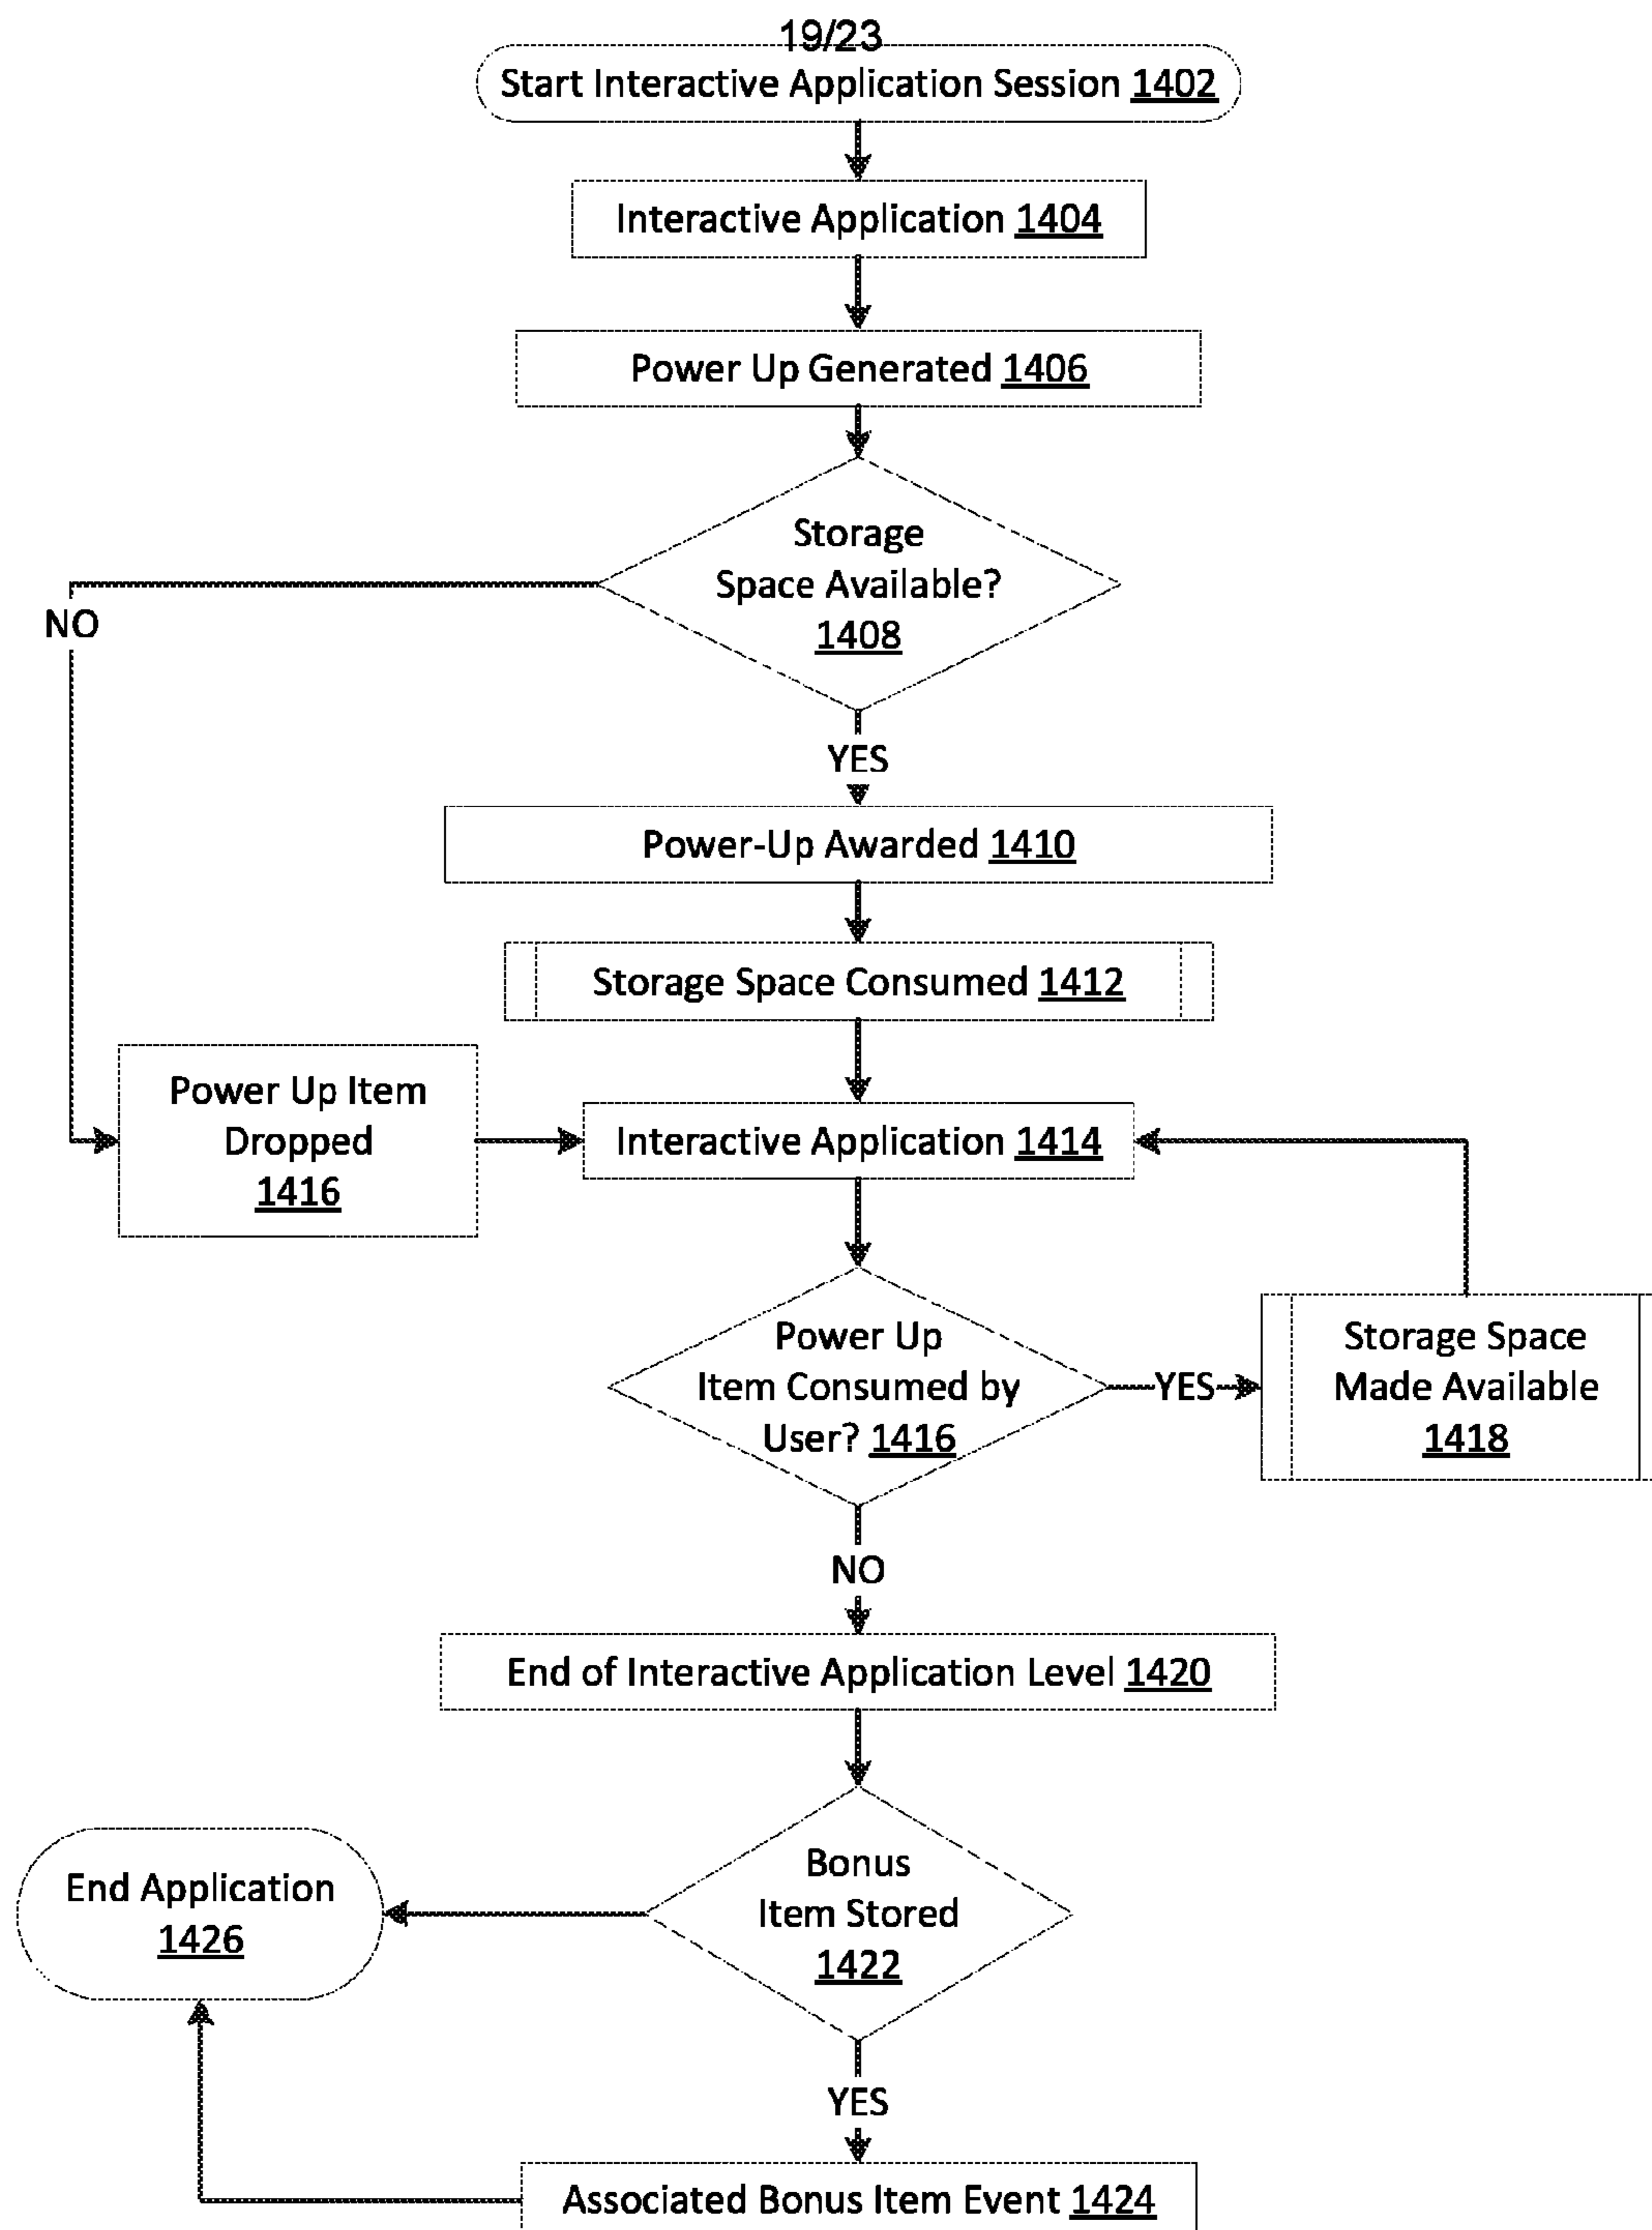 19/23
Start Interactive Application Session 1402
Interactive Application 1404
Power Up Generated 1406
Storage
Space Available?
1408
NO
YES
Power-Up Awarded 1410
Storage Space Consumed 1412
Power Up Item
Dropped
1416
Interactive Application 1414
Power Up
Item Consumed by
User? 1416
YES
Storage Space
Made Available
1418
NO
End of Interactive Application Level 1420
Bonus
Item Stored
1422
End Application
1426
YES
Associated Bonus Item Event 1424